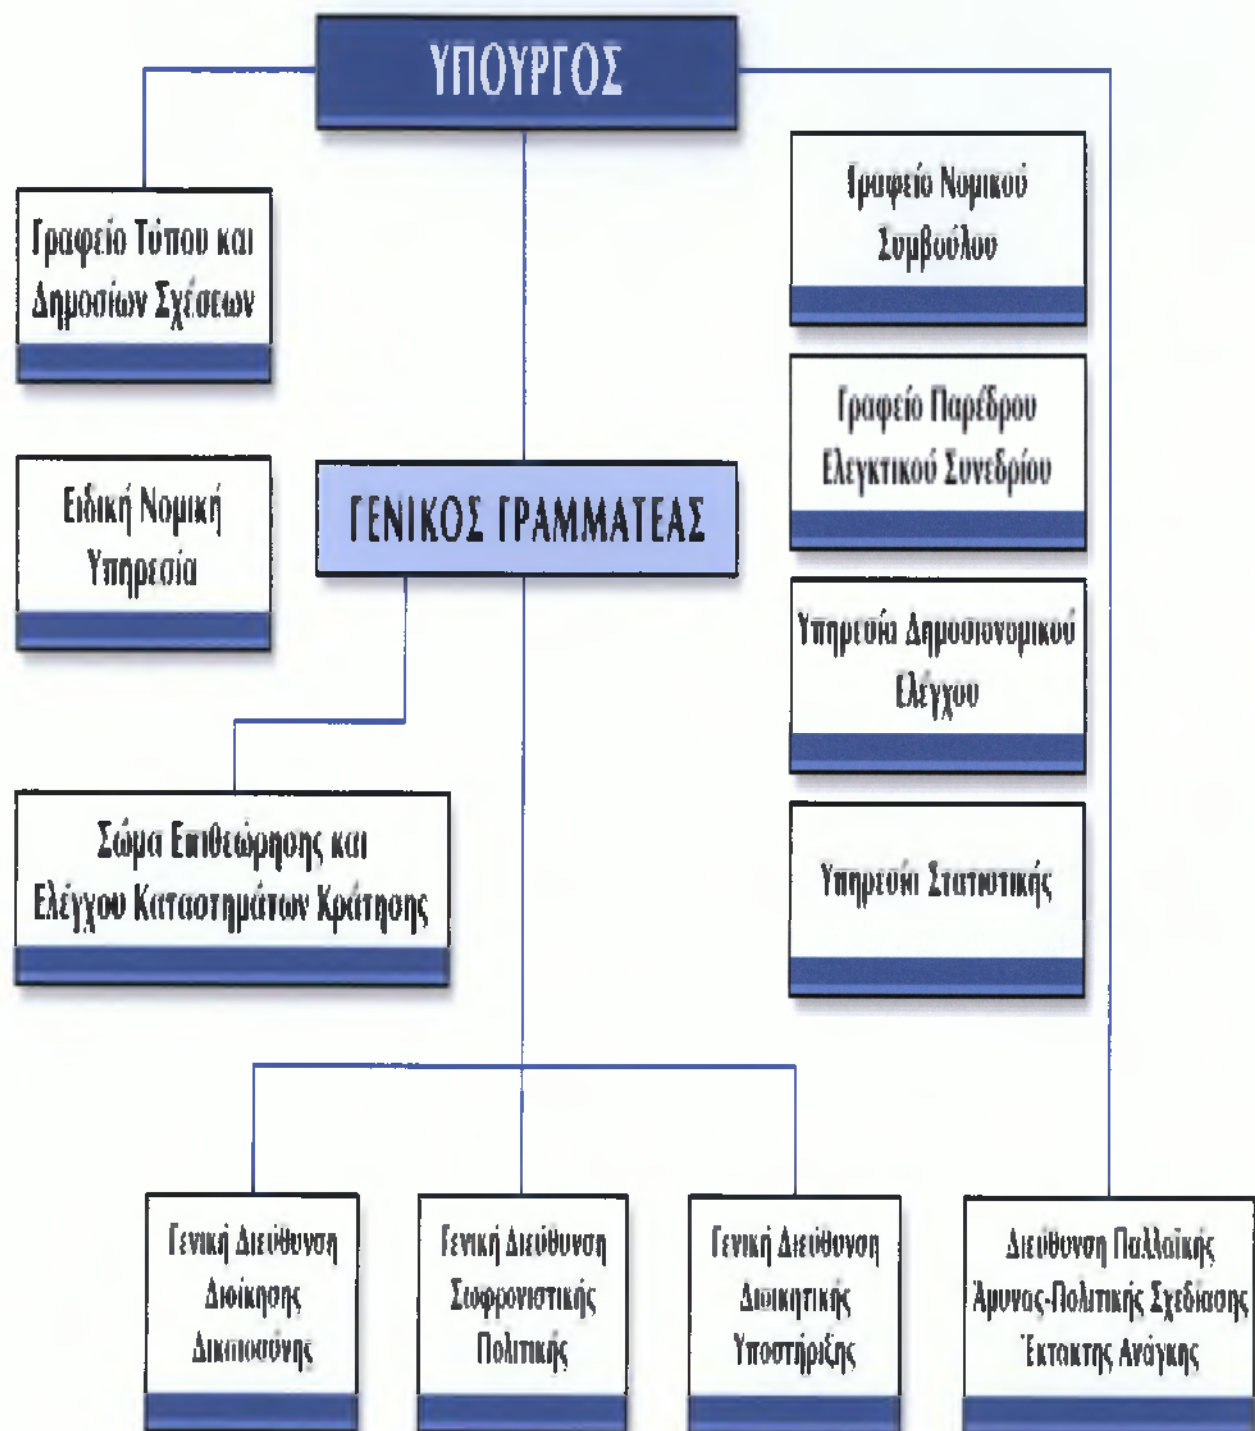 ΥΠΟΥΡΓΟΣ
Γραφείο Τύπου και
Δημοσίων Σχέσεων
Γραφείο Νομικού
Συμβούλου
Γραφείο Παρέδρου
Ελεγκτικού Συνεδρίου
Ειδική Νομική
Υπηρεσία
ΓΕΝΙΚΟΣ ΓΡΑΜΜΑΤΕΑΣ
Υπηρεσία Δημοσιονομικού
Ελέγχου
Σώμα Επιθεώρησης και
Ελέγχου Καταστημάτων Κράτησης
Υπηρεσία Στατιστικής
Γενική Διεύθυνση
Διοίκησης
Δικαιοσύνης
Γενική Διεύθυνση
Σωφρονιστικής
Πολιτικής
Γενική Διεύθυνση
Διοικητικής
Υποστήριξης
Διεύθυνση Παλλαϊκής
Άμυνας-Πολιτικής Σχεδίασης
Έκτακτης Ανάγκης